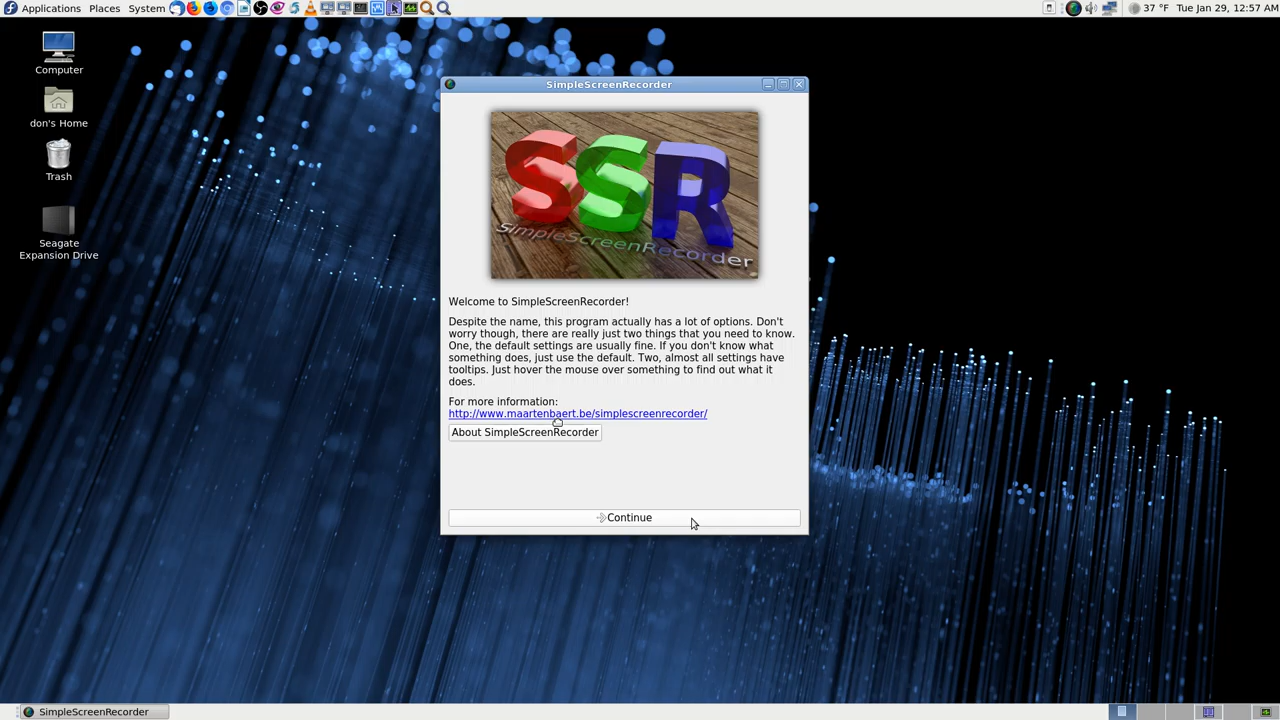 Applications Places System
37 °F Tue Jan 29, 12:57 AM
Computer
don's Home
Trash
Seagate
Expansion Drive
SimpleScreenRecorder
SSR
SimpleScreenRecorder
Welcome to SimpleScreenRecorder!
Despite the name, this program actually has a lot of options. Don't
worry though, there are really just two things that you need to know.
One, the default settings are usually fine. If you don't know what
something does, just use the default. Two, almost all settings have
tooltips. Just hover the mouse over something to find out what it
does.
For more information:
http://www.maartenbaert.be/simplescreenrecorder/
About SimpleScreenRecorder
Continue
SimpleScreenRecorder